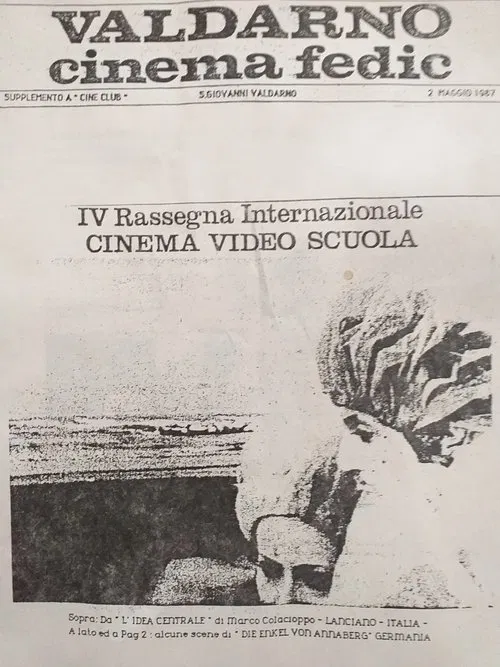 VALDARNO
cinema fedic
SUPPLEMENTO A "CINE CLUB" S.GIOVANNI VALDARNO 2 MAGGIO 1987
IV Rassegna Internazionale
CINEMA VIDEO SCUOLA
Sopra: Da " L' IDEA CENTRALE " di Marco Colacioppo - LANCIANO - ITALIA -
A lato ed a Pag 2 : alcune scene di " DIE ENKEL VON ANNABERG" GERMANIA